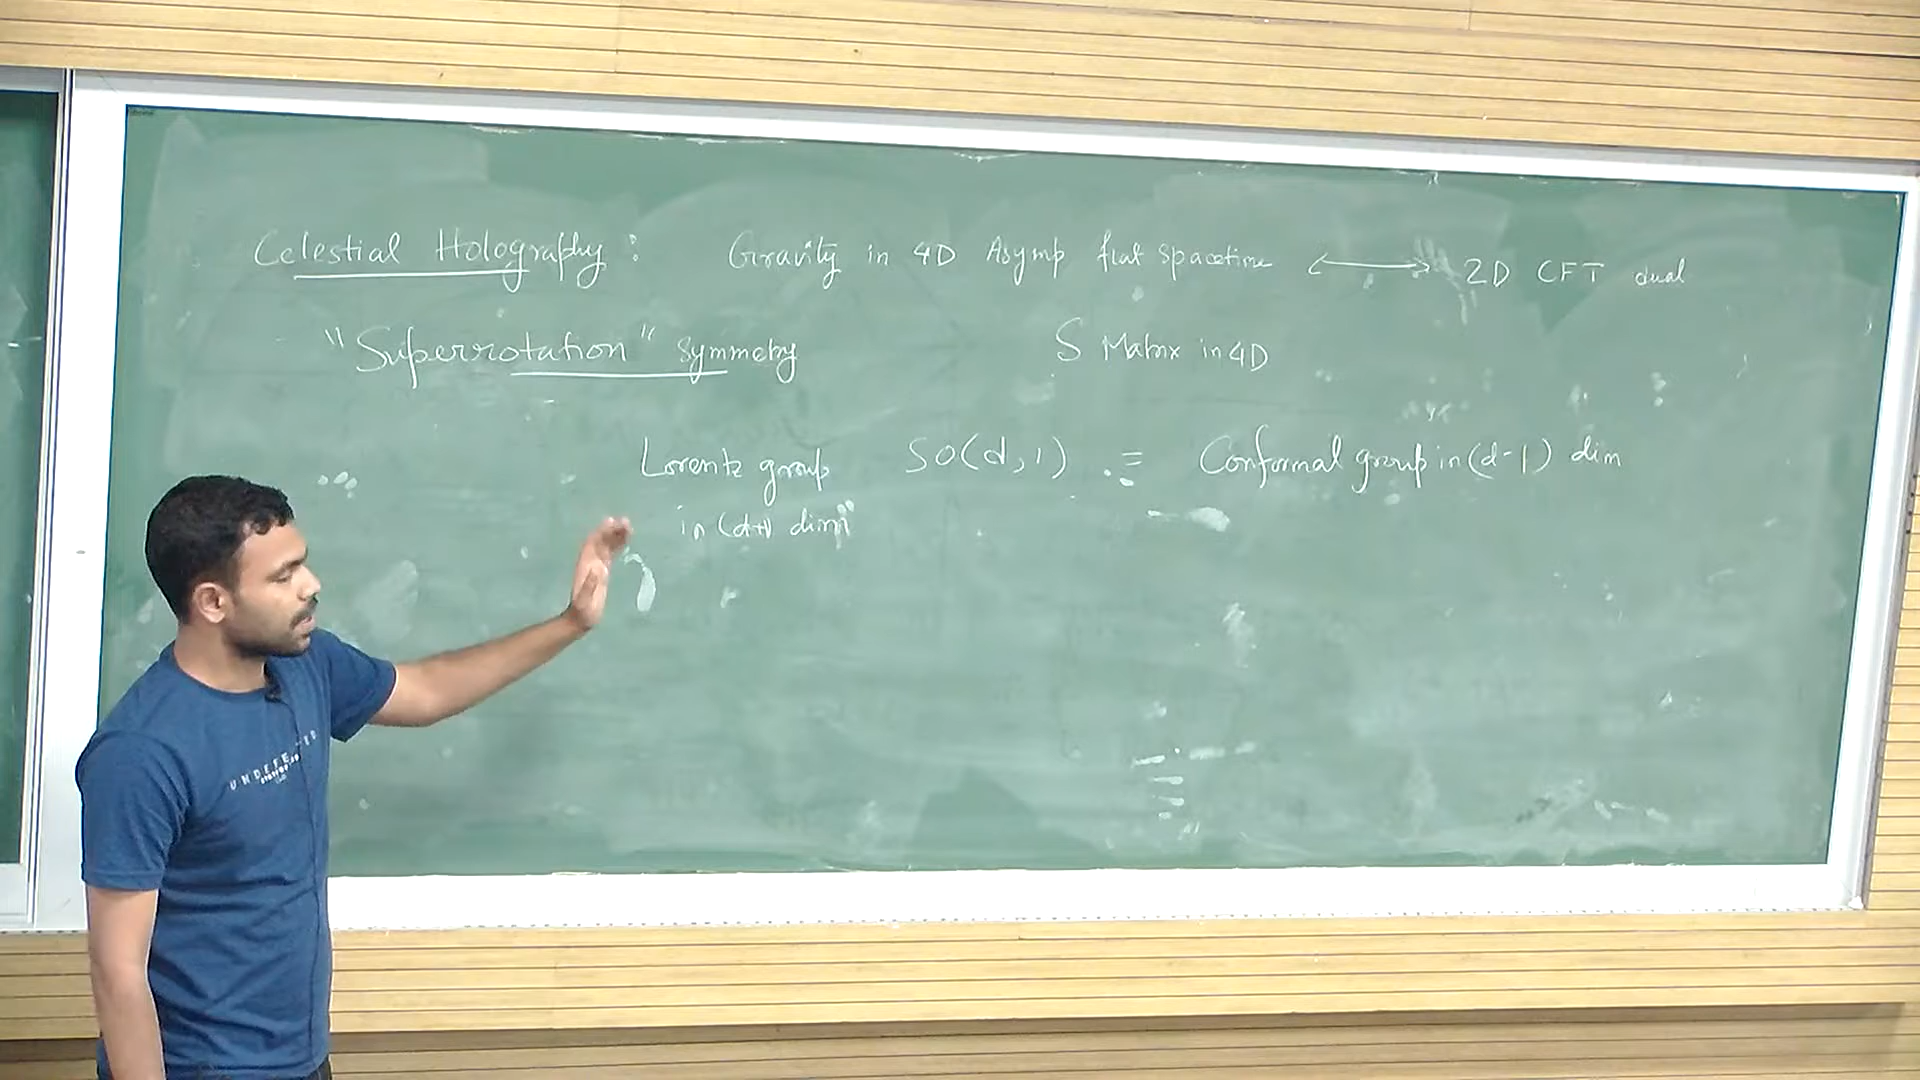 Celestial Holography : Gravity in 4D Asymp flat spacetime ⟷ 2D CFT dual
"Superrotation" symmetry S Matrix in 4D
Lorentz group SO(d,1) = Conformal group in (d-1) dim
in (d+1) dim
UNDEFEATED